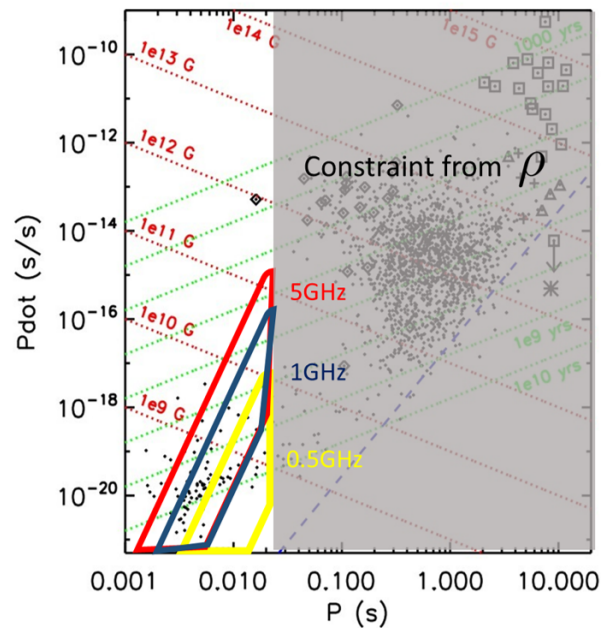 1e14 G
1e15 G
1000 yrs
1e13 G
1e12 G
1e11 G
1e10 G
1e9 G
Constraint from ρ
5GHz
1GHz
0.5GHz
1e9 yrs
1e10 yrs
10⁻¹⁰
10⁻¹²
10⁻¹⁴
10⁻¹⁶
10⁻¹⁸
10⁻²⁰
Pdot (s/s)
0.001 0.010 0.100 1.000 10.000
P (s)